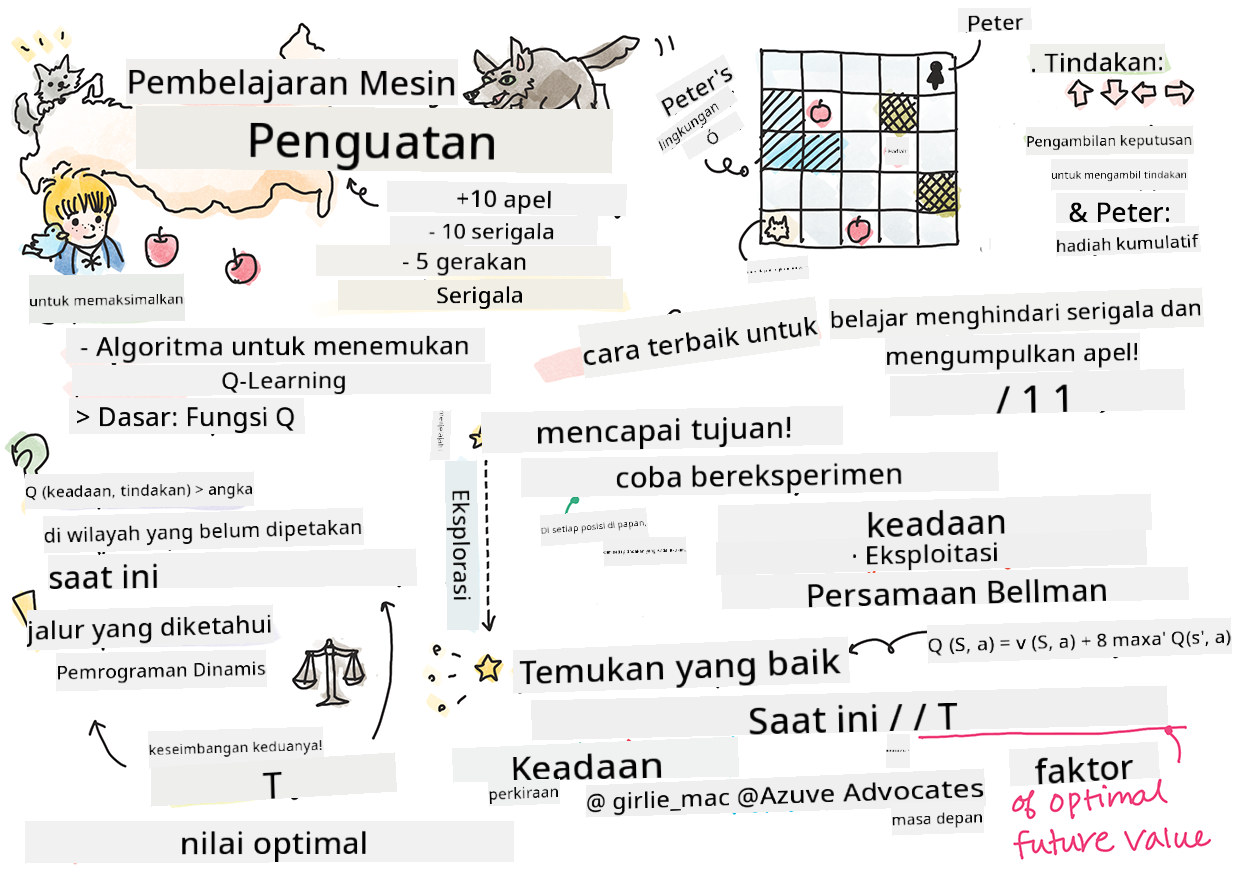 Pembelajaran Mesin
Penguatan
+10 apel
- 10 serigala
- 5 gerakan
Serigala
Peter's
lingkungan
Ó
Peter
. Tindakan:
Pengambilan keputusan
untuk mengambil tindakan
& Peter:
hadiah kumulatif
untuk memaksimalkan
- Algoritma untuk menemukan
Q-Learning
> Dasar: Fungsi Q
cara terbaik untuk
belajar menghindari serigala dan
mengumpulkan apel!
/ 1 1
mencapai tujuan!
coba bereksperimen
Q (keadaan, tindakan) > angka
di wilayah yang belum dipetakan
saat ini
jalur yang diketahui
Pemrograman Dinamis
Eksplorasi
Di setiap posisi di papan,
keadaan
· Eksploitasi
Persamaan Bellman
Temukan yang baik
Q (S, a) = v (S, a) + 8 maxa' Q(s', a)
Saat ini / / T
keseimbangan keduanya!
T
nilai optimal
Keadaan
perkiraan
@ girlie_mac @Azuve Advocates
masa depan
faktor
of optimal
future value